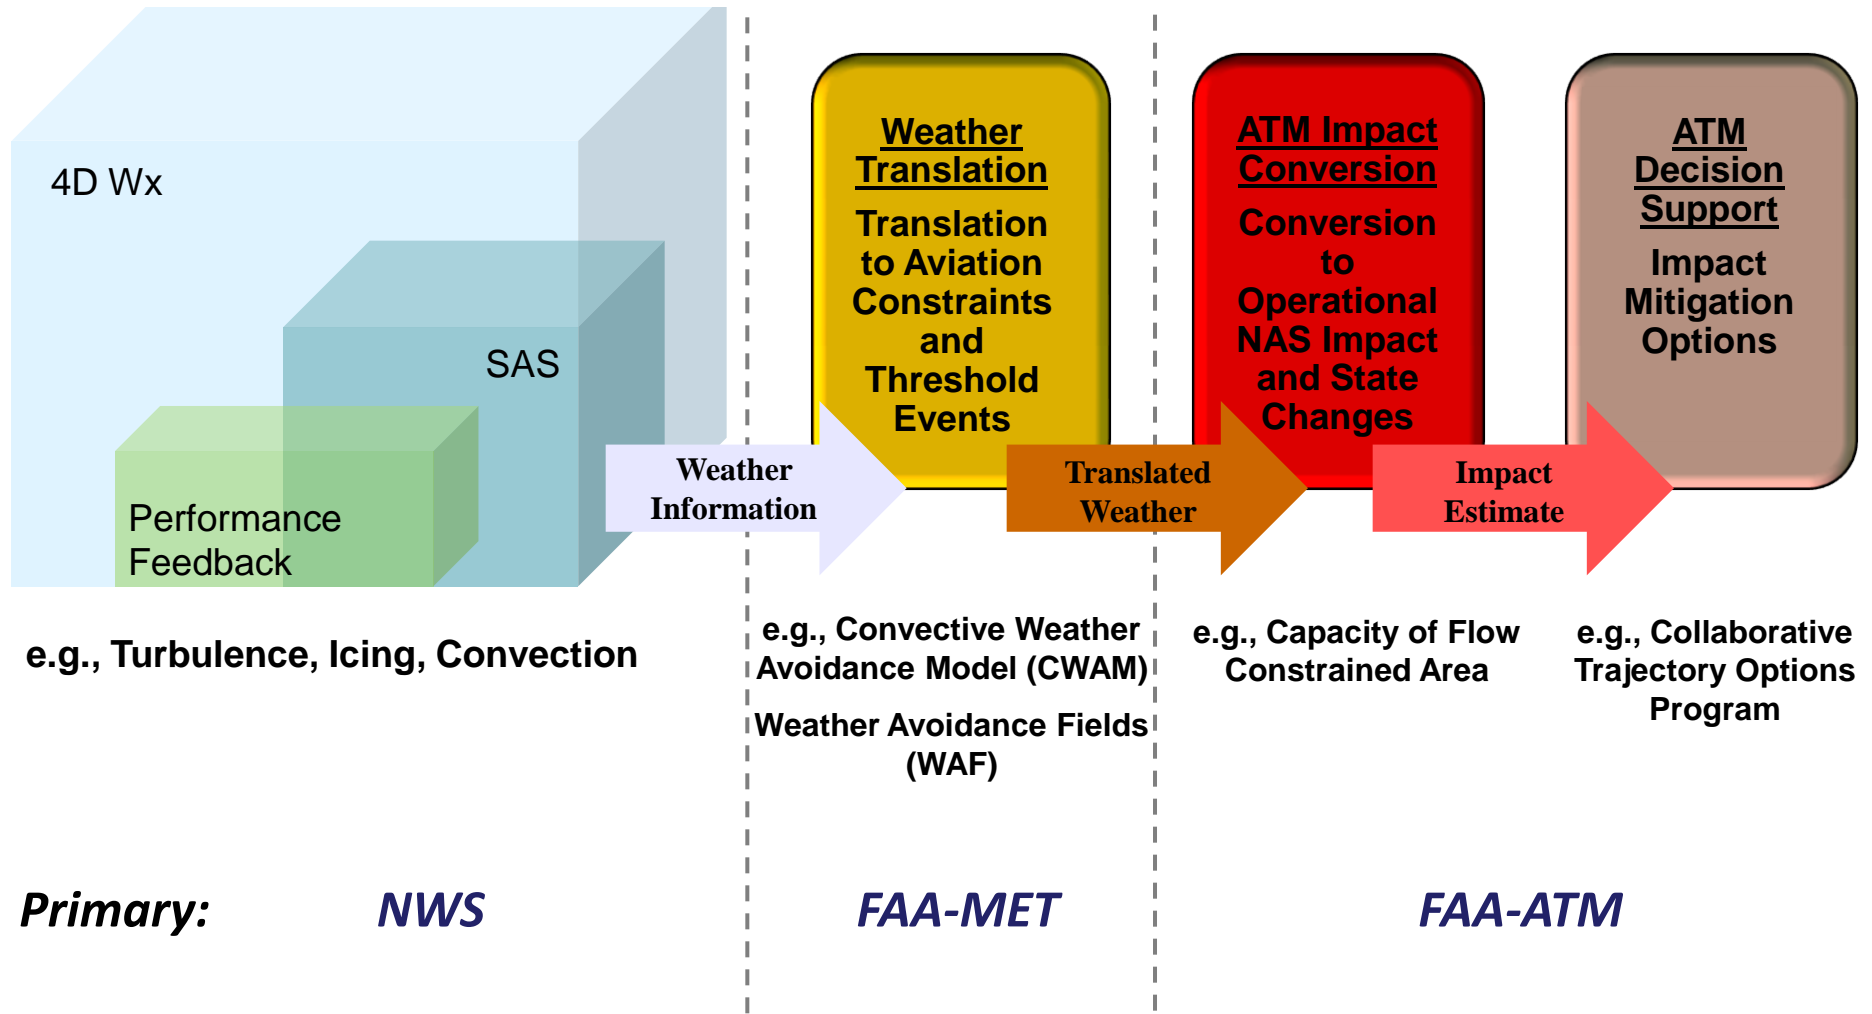 4D Wx
SAS
Performance
Feedback
e.g., Turbulence, Icing, Convection
Weather
Information
Weather
Translation
Translation
to Aviation
Constraints
and
Threshold
Events
Translated
Weather
e.g., Convective Weather
Avoidance Model (CWAM)
Weather Avoidance Fields
(WAF)
ATM Impact
Conversion
Conversion
to
Operational
NAS Impact
and State
Changes
Impact
Estimate
e.g., Capacity of Flow
Constrained Area
ATM
Decision
Support
Impact
Mitigation
Options
e.g., Collaborative
Trajectory Options
Program
Primary:
NWS
FAA-MET
FAA-ATM